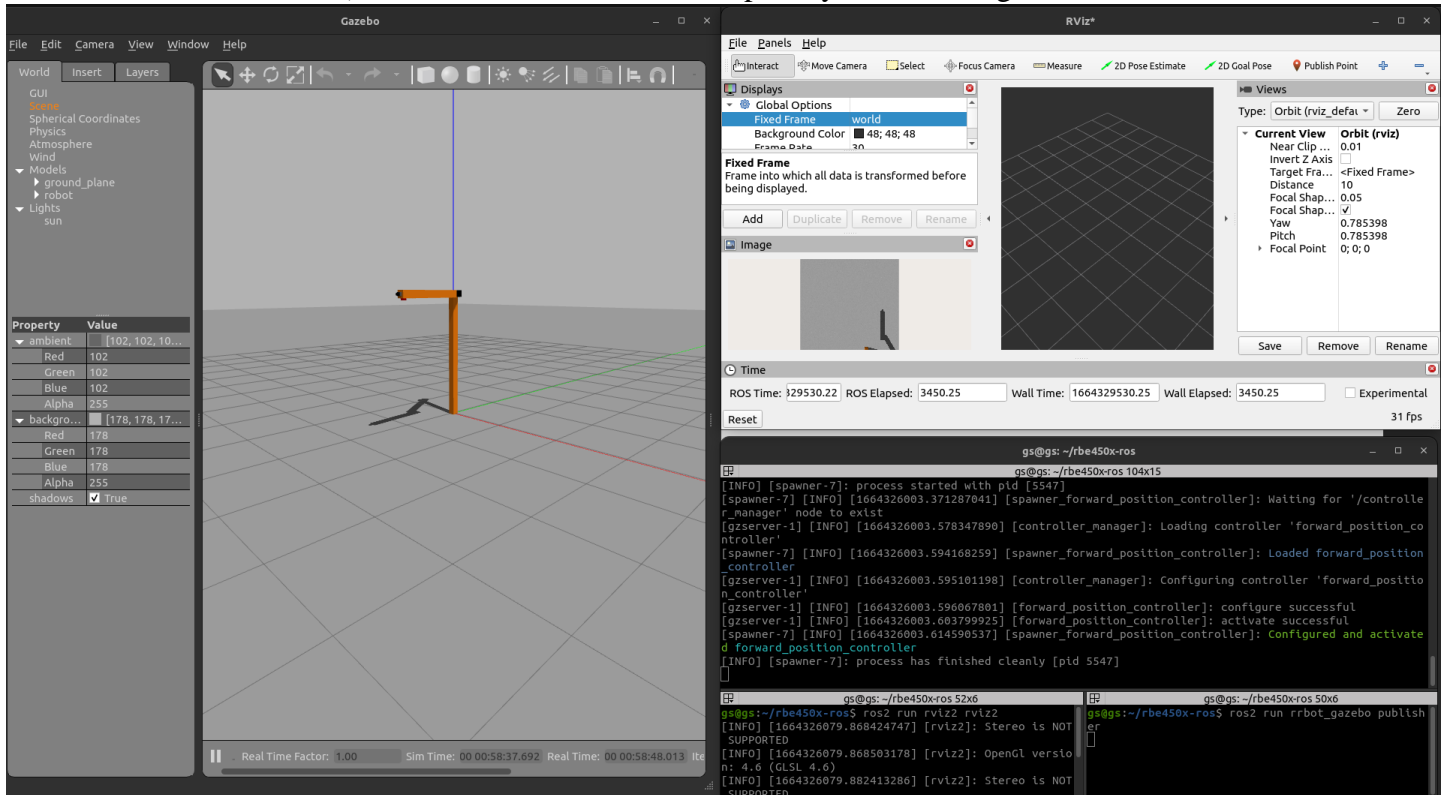 Gazebo
File Edit Camera View Window Help
World Insert Layers
GUI
Scene
Spherical Coordinates
Physics
Atmosphere
Wind
Models
ground_plane
robot
Lights
sun
Property Value
ambient [102, 102, 10...
Red 102
Green 102
Blue 102
Alpha 255
backgro... [178, 178, 17...
Red 178
Green 178
Blue 178
Alpha 255
shadows True
Real Time Factor: 1.00 Sim Time: 00 00:58:37.692 Real Time: 00 00:58:48.013 Ite
RViz*
File Panels Help
Interact Move Camera Select Focus Camera Measure 2D Pose Estimate 2D Goal Pose Publish Point
Displays
Global Options
Fixed Frame world
Background Color 48; 48; 48
Frame Rate 30
Fixed Frame
Frame into which all data is transformed before
being displayed.
Add Duplicate Remove Rename
Image
Views
Type: Orbit (rviz_defau Zero
Current View Orbit (rviz)
Near Clip ... 0.01
Invert Z Axis
Target Fra... <Fixed Frame>
Distance 10
Focal Shap... 0.05
Focal Shap...
Yaw 0.785398
Pitch 0.785398
Focal Point 0; 0; 0
Save Remove Rename
Time
ROS Time: 329530.22 ROS Elapsed: 3450.25 Wall Time: 1664329530.25 Wall Elapsed: 3450.25 Experimental
Reset 31 fps
gs@gs: ~/rbe450x-ros
gs@gs: ~/rbe450x-ros 104x15
[INFO] [spawner-7]: process started with pid [5547]
[spawner-7] [INFO] [1664326003.371287041] [spawner_forward_position_controller]: Waiting for '/controlle
r_manager' node to exist
[gzserver-1] [INFO] [1664326003.578347890] [controller_manager]: Loading controller 'forward_position_co
ntroller'
[spawner-7] [INFO] [1664326003.594168259] [spawner_forward_position_controller]: Loaded forward_position
_controller
[gzserver-1] [INFO] [1664326003.595101198] [controller_manager]: Configuring controller 'forward_positio
n_controller'
[gzserver-1] [INFO] [1664326003.596067801] [forward_position_controller]: configure successful
[gzserver-1] [INFO] [1664326003.603799925] [forward_position_controller]: activate successful
[spawner-7] [INFO] [1664326003.614590537] [spawner_forward_position_controller]: Configured and activate
d forward_position_controller
[INFO] [spawner-7]: process has finished cleanly [pid 5547]
gs@gs: ~/rbe450x-ros 52x6
gs@gs:~/rbe450x-ros$ ros2 run rviz2 rviz2
[INFO] [1664326079.868424747] [rviz2]: Stereo is NOT
SUPPORTED
[INFO] [1664326079.868503178] [rviz2]: OpenGl versio
n: 4.6 (GLSL 4.6)
[INFO] [1664326079.882413286] [rviz2]: Stereo is NOT
SUPPORTED
gs@gs: ~/rbe450x-ros 50x6
gs@gs:~/rbe450x-ros$ ros2 run rrbot_gazebo publish
er